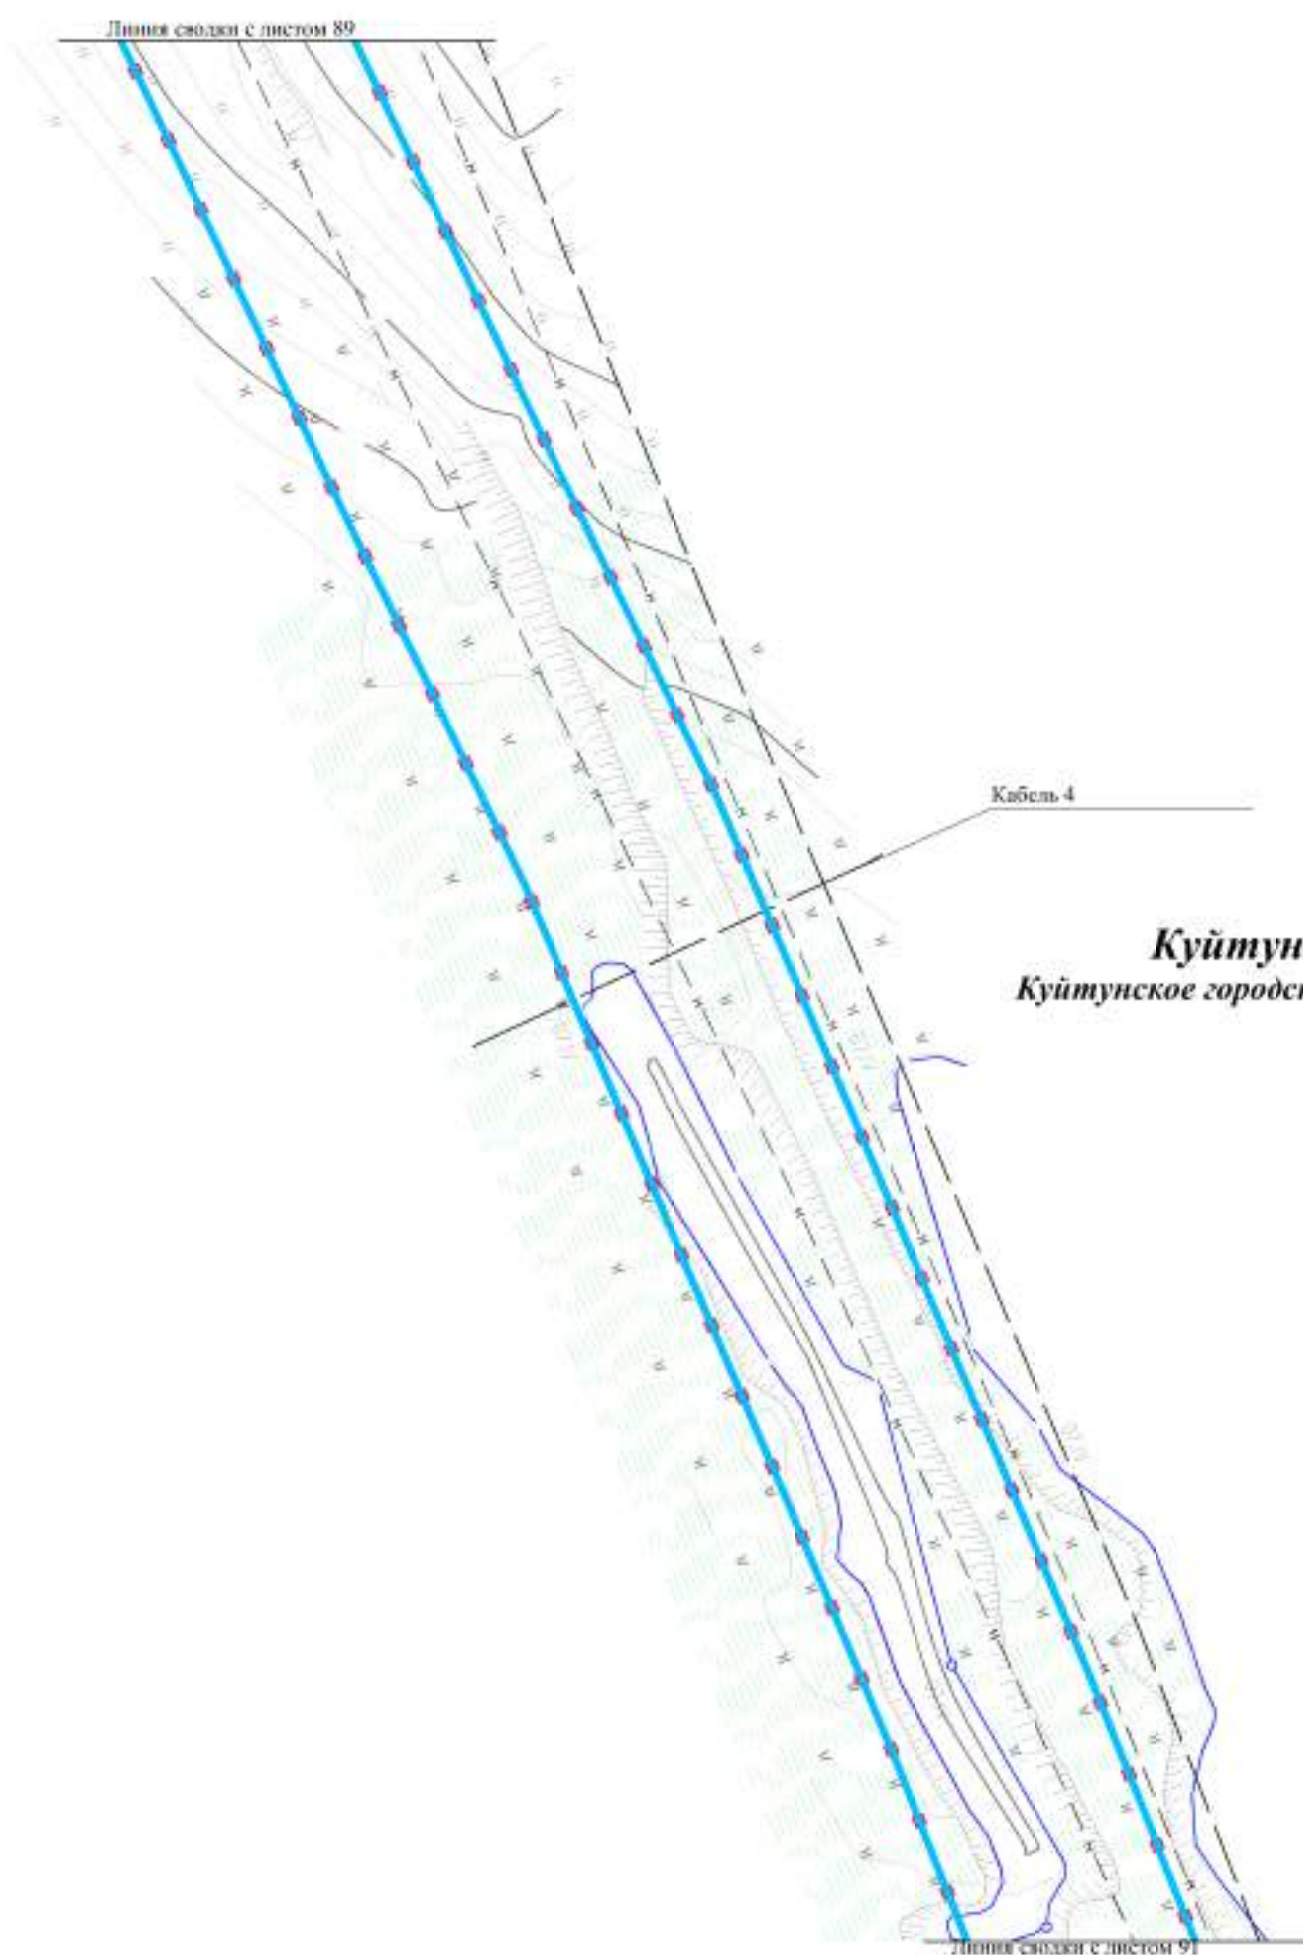 Линия сводки с листом 89
Кабель 4
Куйтун
Куйтунское городс
Линия сводки с листом 91